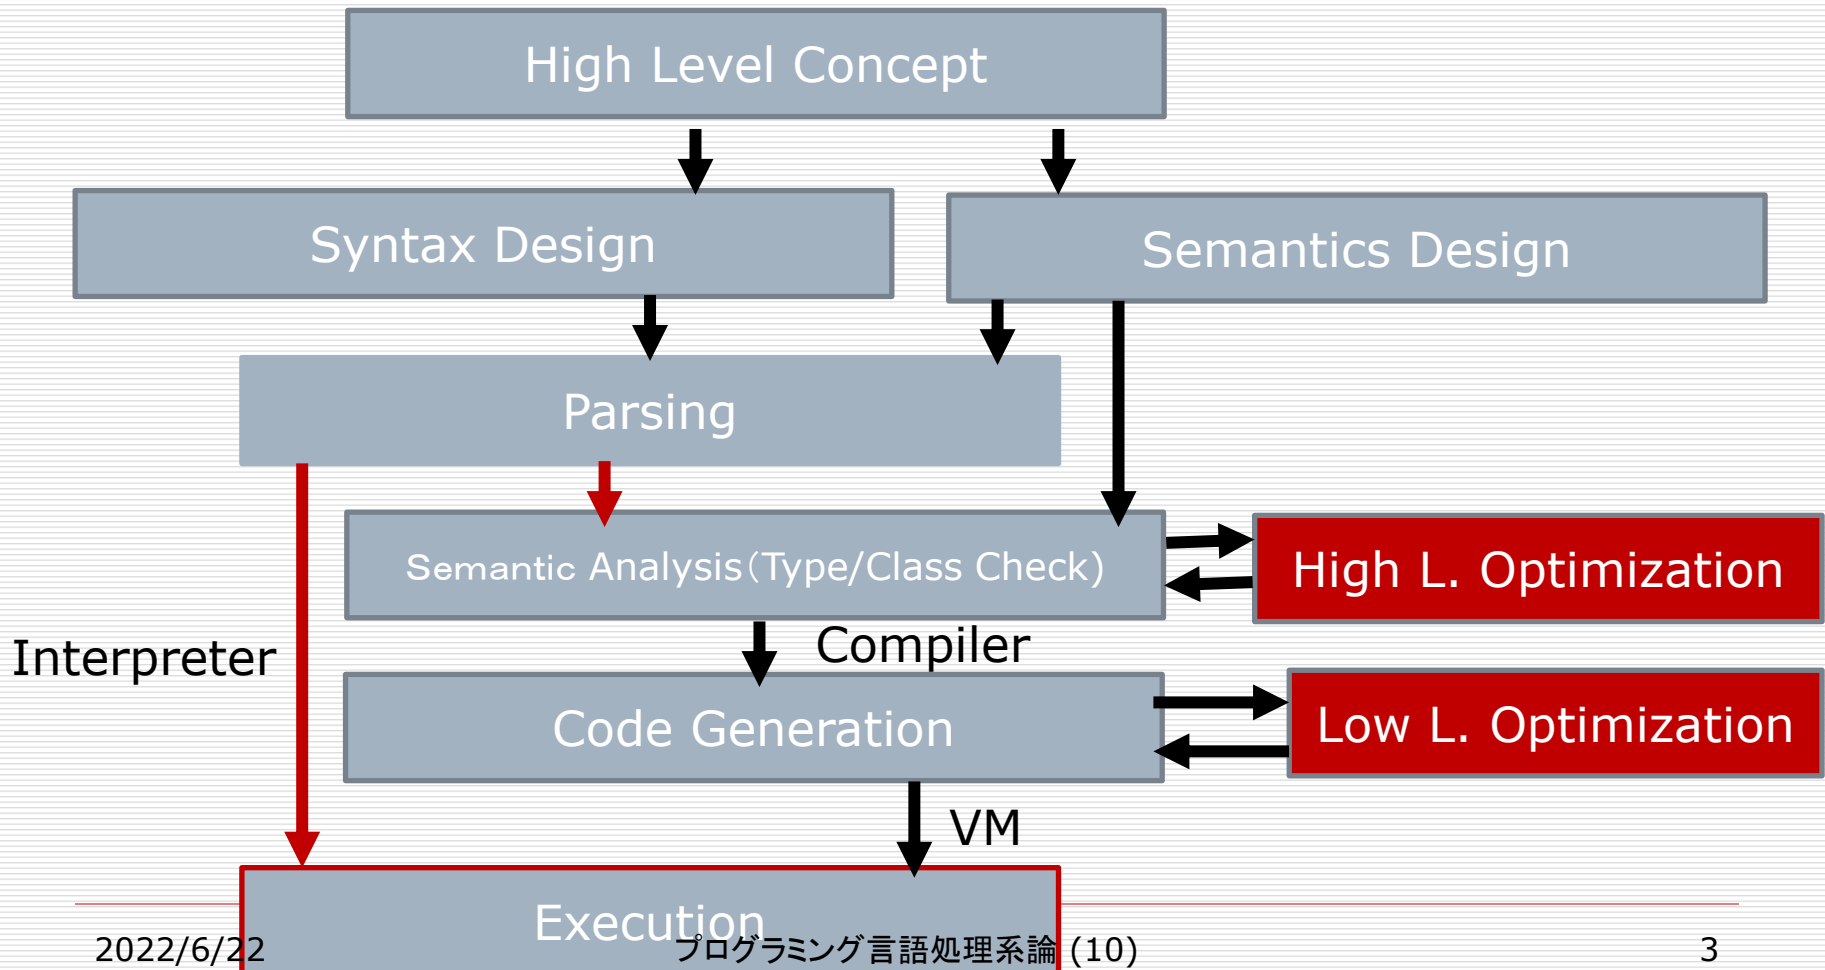 High Level Concept
Syntax Design
Semantics Design
Parsing
Semantic Analysis（Type/Class Check）
High L. Optimization
Interpreter
Compiler
Code Generation
Low L. Optimization
VM
Execution
2022/6/22
プログラミング言語処理系論 (10)
3